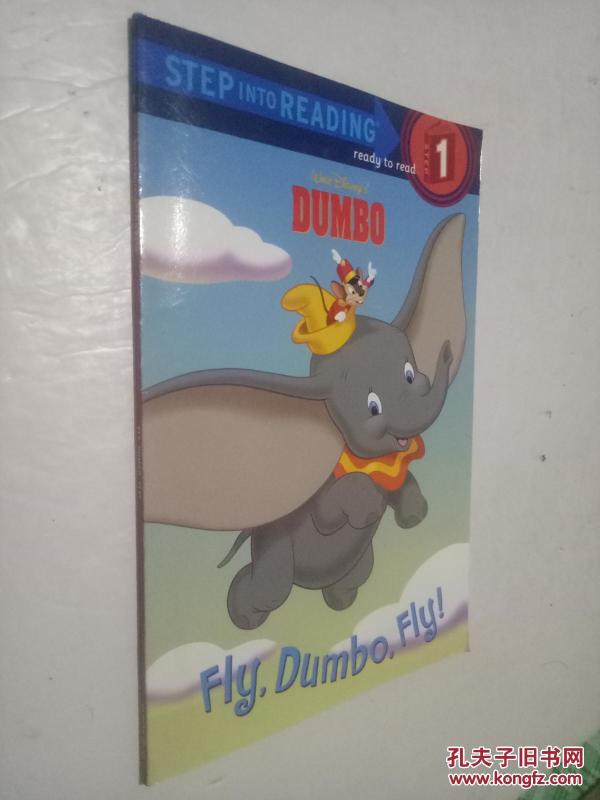 STEP INTO READING®
ready to read
STEP
1
Walt Disney's
DUMBO
Fly, Dumbo, Fly!
孔夫子旧书网
www.kongfz.com